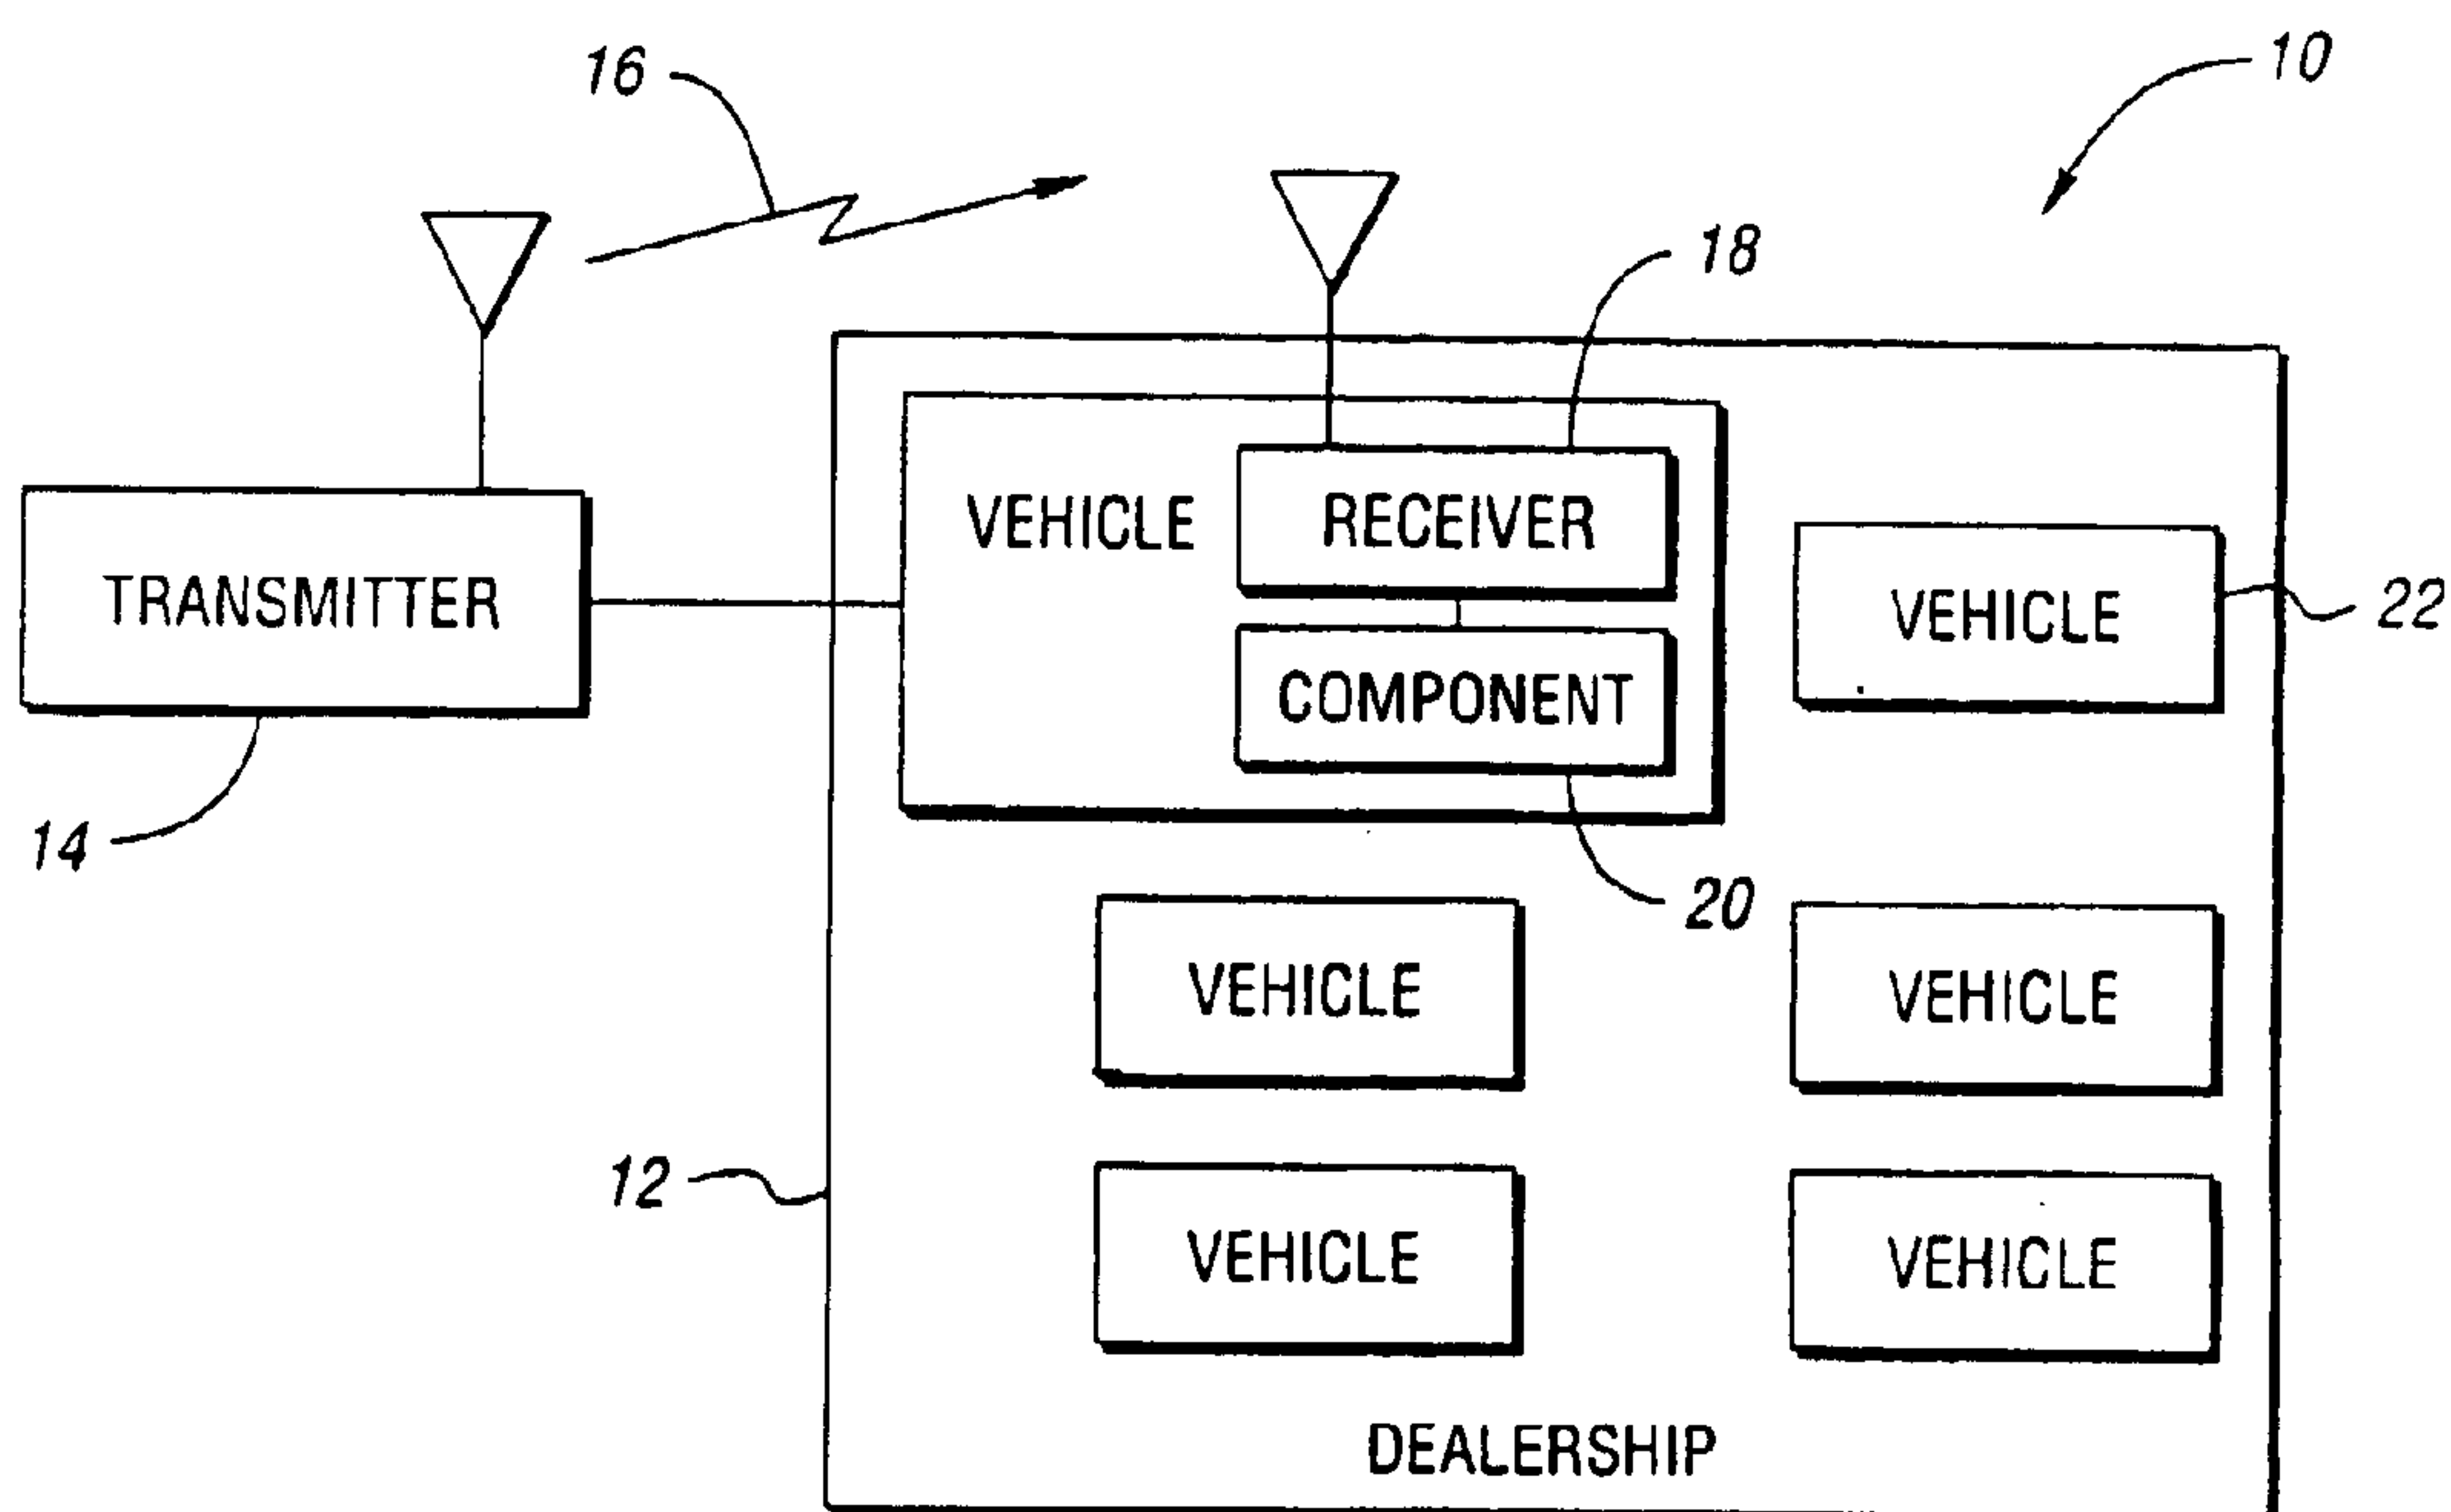 16
10
18
VEHICLE
RECEIVER
TRANSMITTER
VEHICLE
22
COMPONENT
14
20
VEHICLE
VEHICLE
12
VEHICLE
VEHICLE
DEALERSHIP